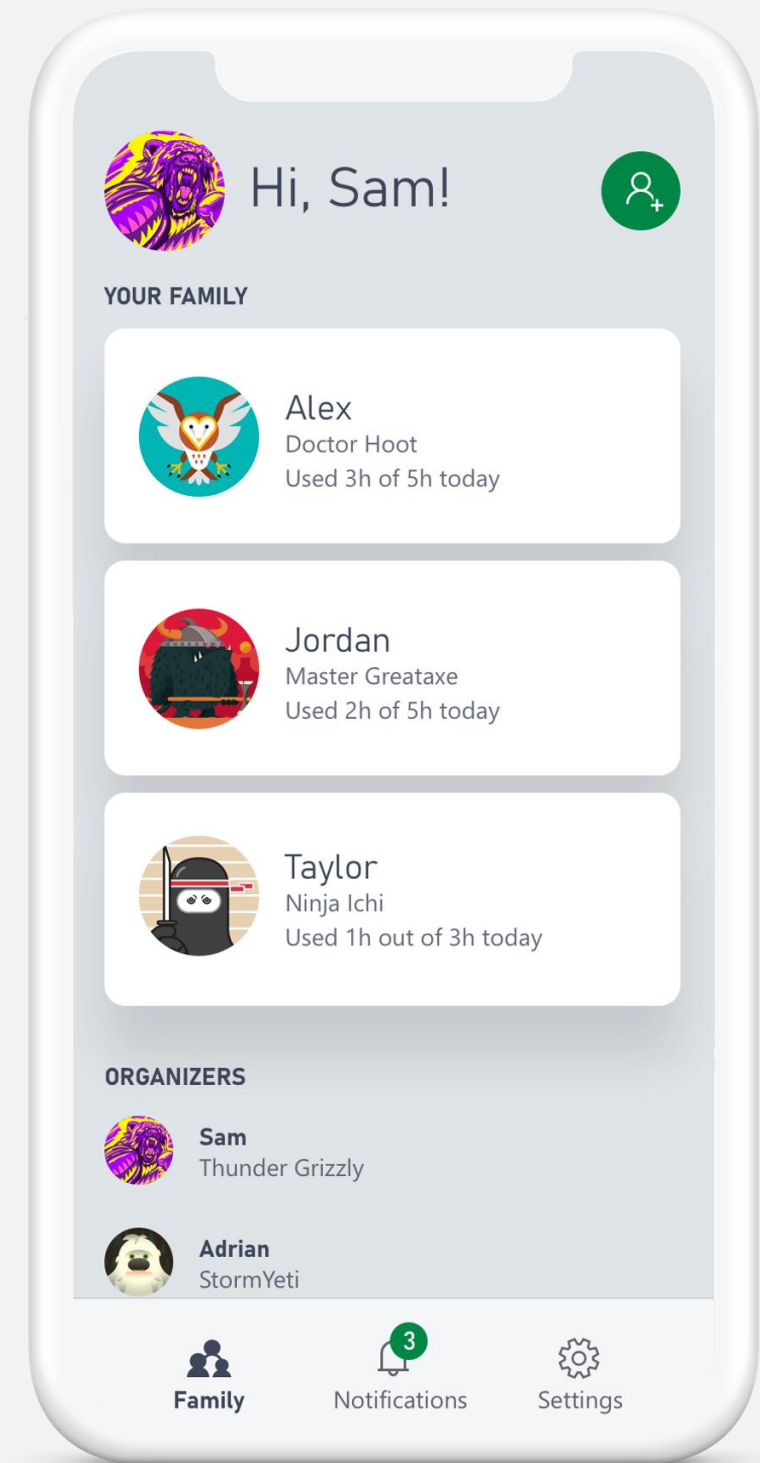 Hi, Sam!
YOUR FAMILY
Alex
Doctor Hoot
Used 3h of 5h today
Jordan
Master Greataxe
Used 2h of 5h today
Taylor
Ninja Ichi
Used 1h out of 3h today
ORGANIZERS
Sam
Thunder Grizzly
Adrian
StormYeti
3
Family
Notifications
Settings